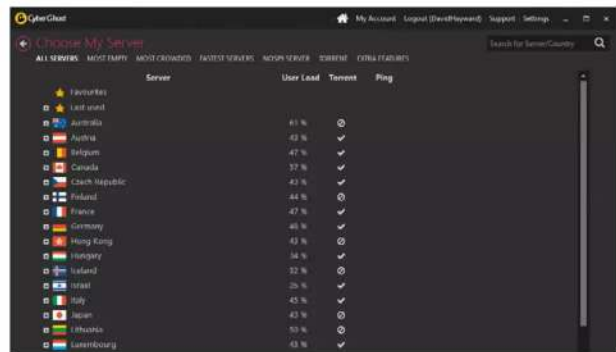 CyberGhost My Account Logout (DavidHayward) Support Settings
Choose My Server Search for Server/Country
ALL SERVERS MOST EMPTY MOST CROWDED FASTEST SERVERS NOSPY SERVER TORRENT EXTRA FEATURES
Server User Load Torrent Ping
Favourites
Last used
Australia 61 %
Austria 43 %
Belgium 47 %
Canada 37 %
Czech Republic 43 %
Finland 44 %
France 47 %
Germany 46 %
Hong Kong 43 %
Hungary 34 %
Iceland 32 %
Israel 26 %
Italy 45 %
Japan 43 %
Lithuania 50 %
Luxembourg 43 %